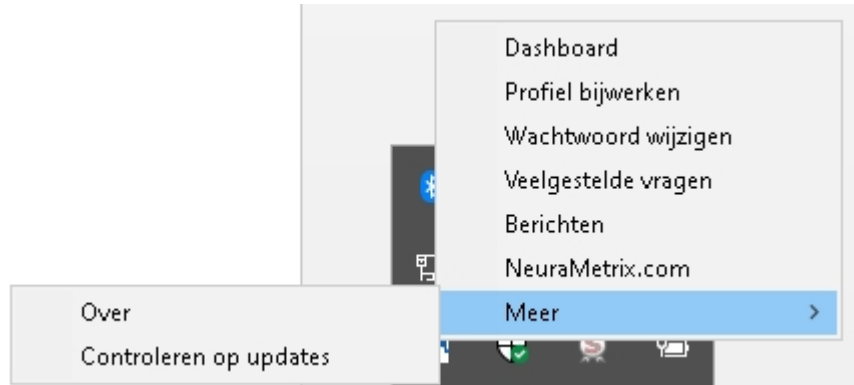 Dashboard
Profiel bijwerken
Wachtwoord wijzigen
Veelgestelde vragen
Berichten
NeuraMetrix.com
Meer
Over
Controleren op updates